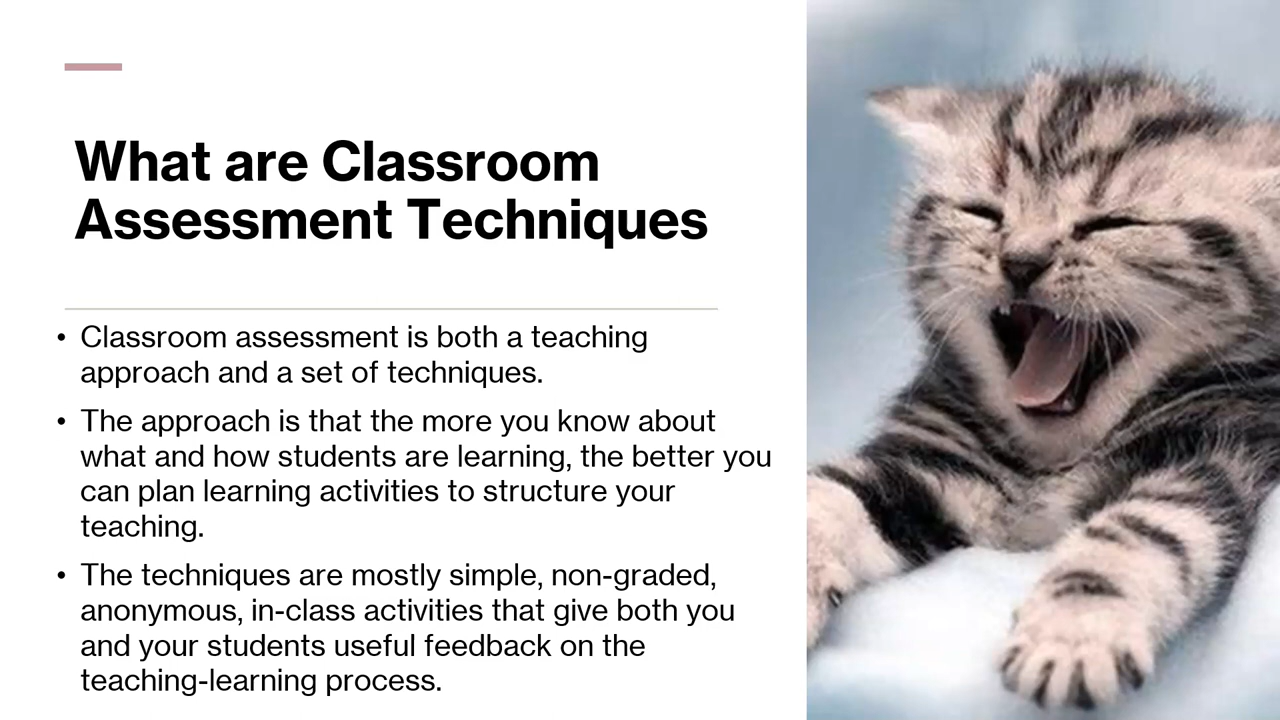 What are Classroom
Assessment Techniques
• Classroom assessment is both a teaching
approach and a set of techniques.
• The approach is that the more you know about
what and how students are learning, the better you
can plan learning activities to structure your
teaching.
• The techniques are mostly simple, non-graded,
anonymous, in-class activities that give both you
and your students useful feedback on the
teaching-learning process.